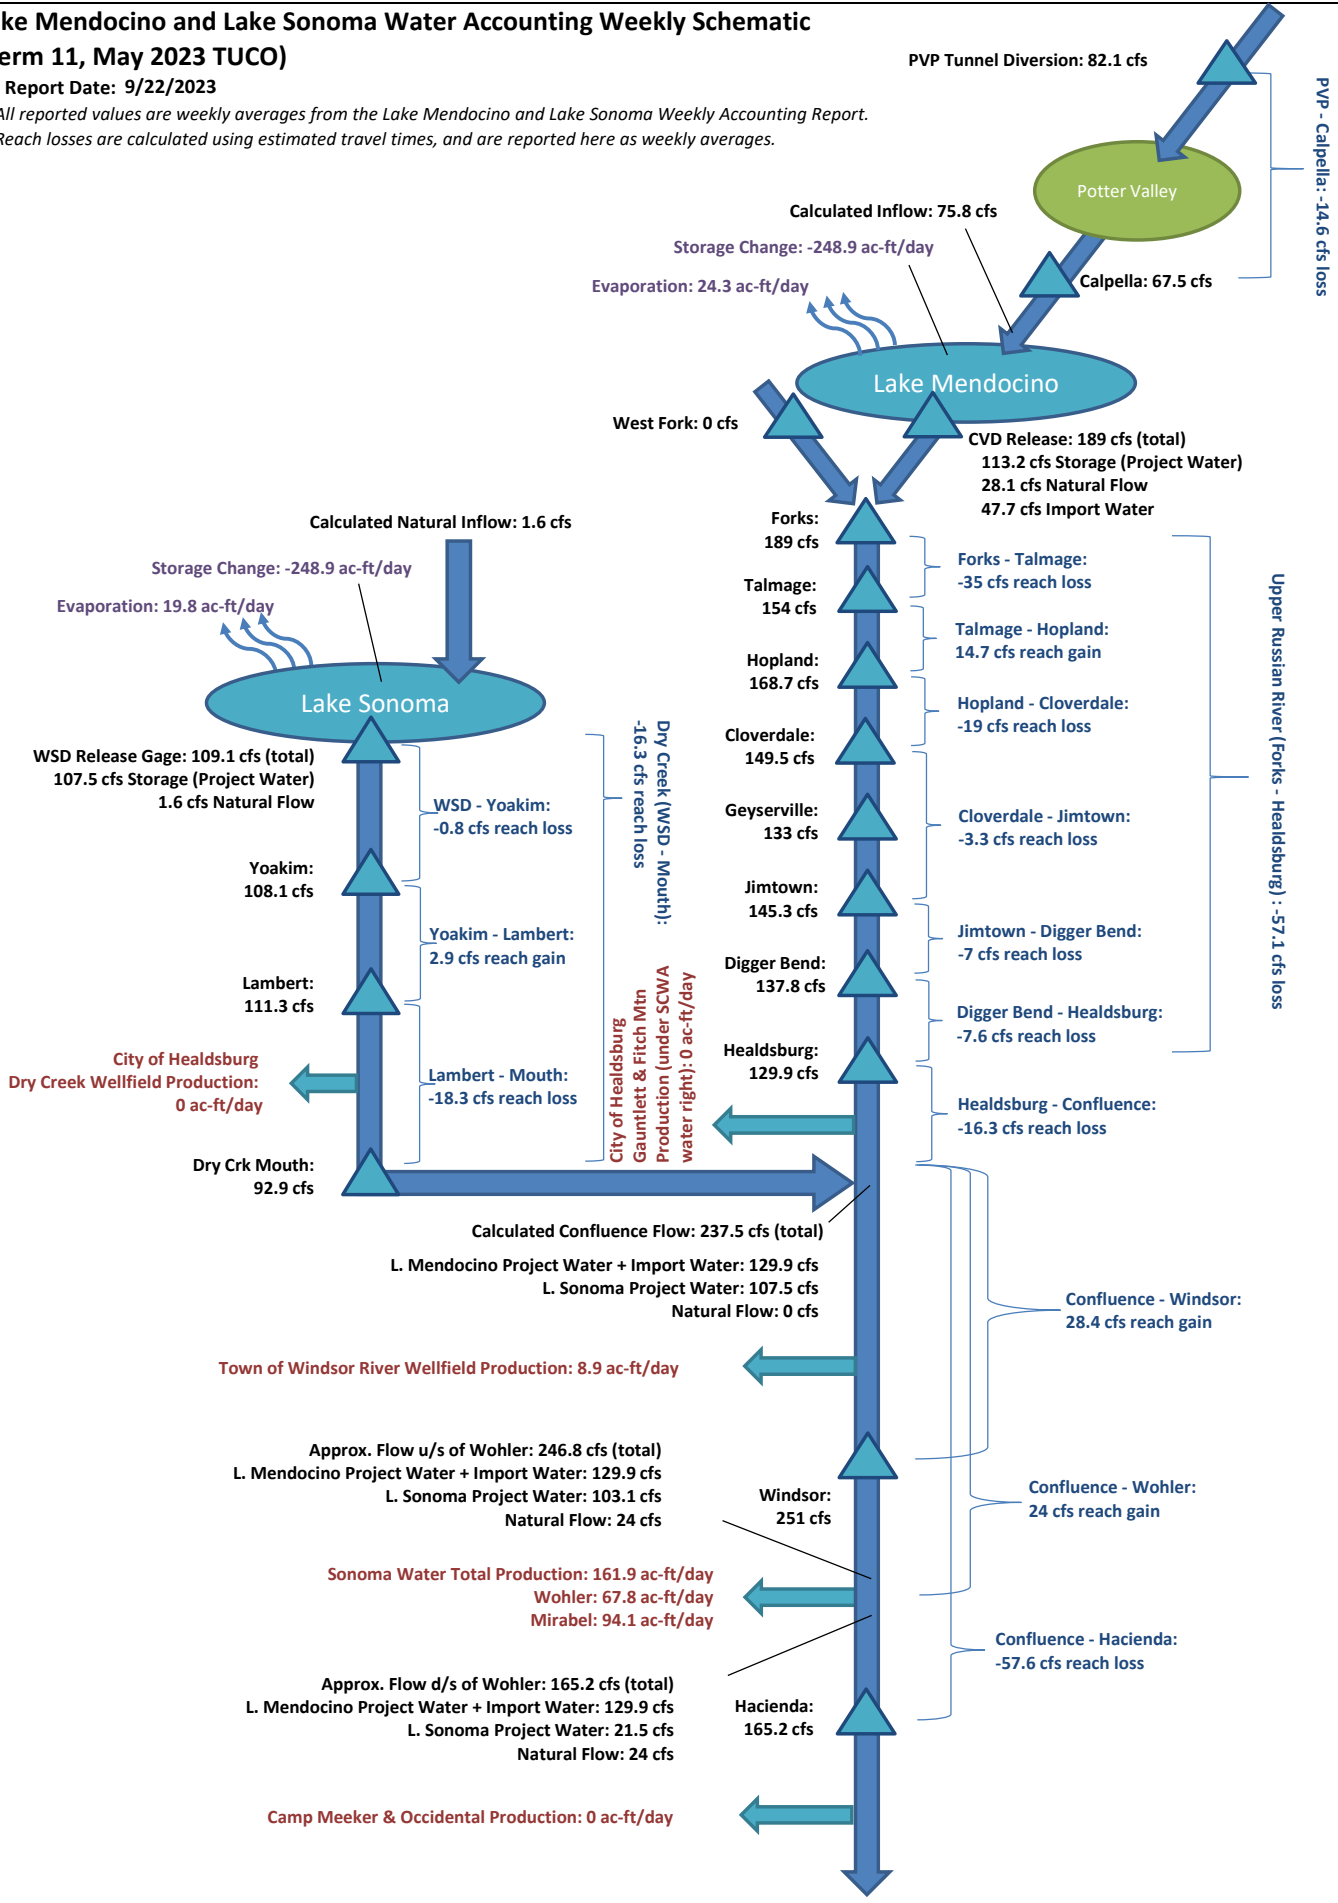 ke Mendocino and Lake Sonoma Water Accounting Weekly Schematic
erm 11, May 2023 TUCO)
Report Date: 9/22/2023
All reported values are weekly averages from the Lake Mendocino and Lake Sonoma Weekly Accounting Report.
Reach losses are calculated using estimated travel times, and are reported here as weekly averages.
PVP Tunnel Diversion: 82.1 cfs
PVP - Calpella: -14.6 cfs loss
Potter Valley
Calculated Inflow: 75.8 cfs
Storage Change: -248.9 ac-ft/day
Evaporation: 24.3 ac-ft/day
Calpella: 67.5 cfs
Lake Mendocino
West Fork: 0 cfs
CVD Release: 189 cfs (total)
113.2 cfs Storage (Project Water)
28.1 cfs Natural Flow
47.7 cfs Import Water
Forks:
189 cfs
Forks - Talmage:
-35 cfs reach loss
Talmage:
154 cfs
Talmage - Hopland:
14.7 cfs reach gain
Hopland:
168.7 cfs
Hopland - Cloverdale:
-19 cfs reach loss
Cloverdale:
149.5 cfs
Geyserville:
133 cfs
Cloverdale - Jimtown:
-3.3 cfs reach loss
Jimtown:
145.3 cfs
Jimtown - Digger Bend:
-7 cfs reach loss
Digger Bend:
137.8 cfs
Digger Bend - Healdsburg:
-7.6 cfs reach loss
Healdsburg:
129.9 cfs
Healdsburg - Confluence:
-16.3 cfs reach loss
Upper Russian River (Forks - Healdsburg) : -57.1 cfs loss
Calculated Natural Inflow: 1.6 cfs
Storage Change: -248.9 ac-ft/day
Evaporation: 19.8 ac-ft/day
Lake Sonoma
WSD Release Gage: 109.1 cfs (total)
107.5 cfs Storage (Project Water)
1.6 cfs Natural Flow
WSD - Yoakim:
-0.8 cfs reach loss
Yoakim:
108.1 cfs
Yoakim - Lambert:
2.9 cfs reach gain
Lambert:
111.3 cfs
Lambert - Mouth:
-18.3 cfs reach loss
Dry Creek (WSD - Mouth):
-16.3 cfs reach loss
City of Healdsburg
Dry Creek Wellfield Production:
0 ac-ft/day
City of Healdsburg
Gauntlett & Fitch Mtn
Production (under SCWA
water right): 0 ac-ft/day
Dry Crk Mouth:
92.9 cfs
Calculated Confluence Flow: 237.5 cfs (total)
L. Mendocino Project Water + Import Water: 129.9 cfs
L. Sonoma Project Water: 107.5 cfs
Natural Flow: 0 cfs
Confluence - Windsor:
28.4 cfs reach gain
Town of Windsor River Wellfield Production: 8.9 ac-ft/day
Approx. Flow u/s of Wohler: 246.8 cfs (total)
L. Mendocino Project Water + Import Water: 129.9 cfs
L. Sonoma Project Water: 103.1 cfs
Natural Flow: 24 cfs
Windsor:
251 cfs
Confluence - Wohler:
24 cfs reach gain
Sonoma Water Total Production: 161.9 ac-ft/day
Wohler: 67.8 ac-ft/day
Mirabel: 94.1 ac-ft/day
Confluence - Hacienda:
-57.6 cfs reach loss
Approx. Flow d/s of Wohler: 165.2 cfs (total)
L. Mendocino Project Water + Import Water: 129.9 cfs
L. Sonoma Project Water: 21.5 cfs
Natural Flow: 24 cfs
Hacienda:
165.2 cfs
Camp Meeker & Occidental Production: 0 ac-ft/day